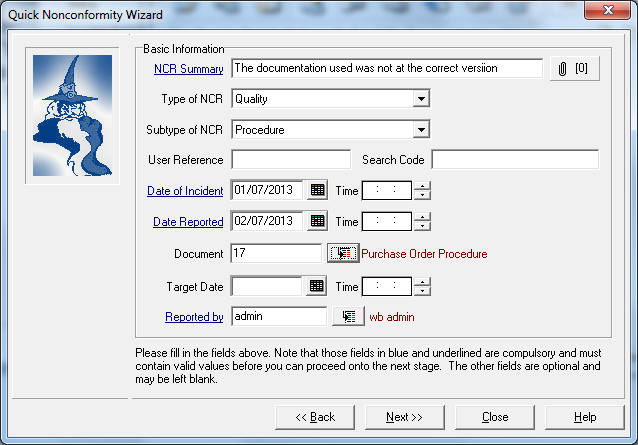 Quick Nonconformity Wizard
Basic Information
NCR Summary The documentation used was not at the correct versiion [0]
Type of NCR Quality
Subtype of NCR Procedure
User Reference Search Code
Date of Incident 01/07/2013 Time : :
Date Reported 02/07/2013 Time : :
Document 17 Purchase Order Procedure
Target Date Time : :
Reported by admin wb admin
Please fill in the fields above. Note that those fields in blue and underlined are compulsory and must
contain valid values before you can proceed onto the next stage. The other fields are optional and
may be left blank.
<< Back Next >> Close Help